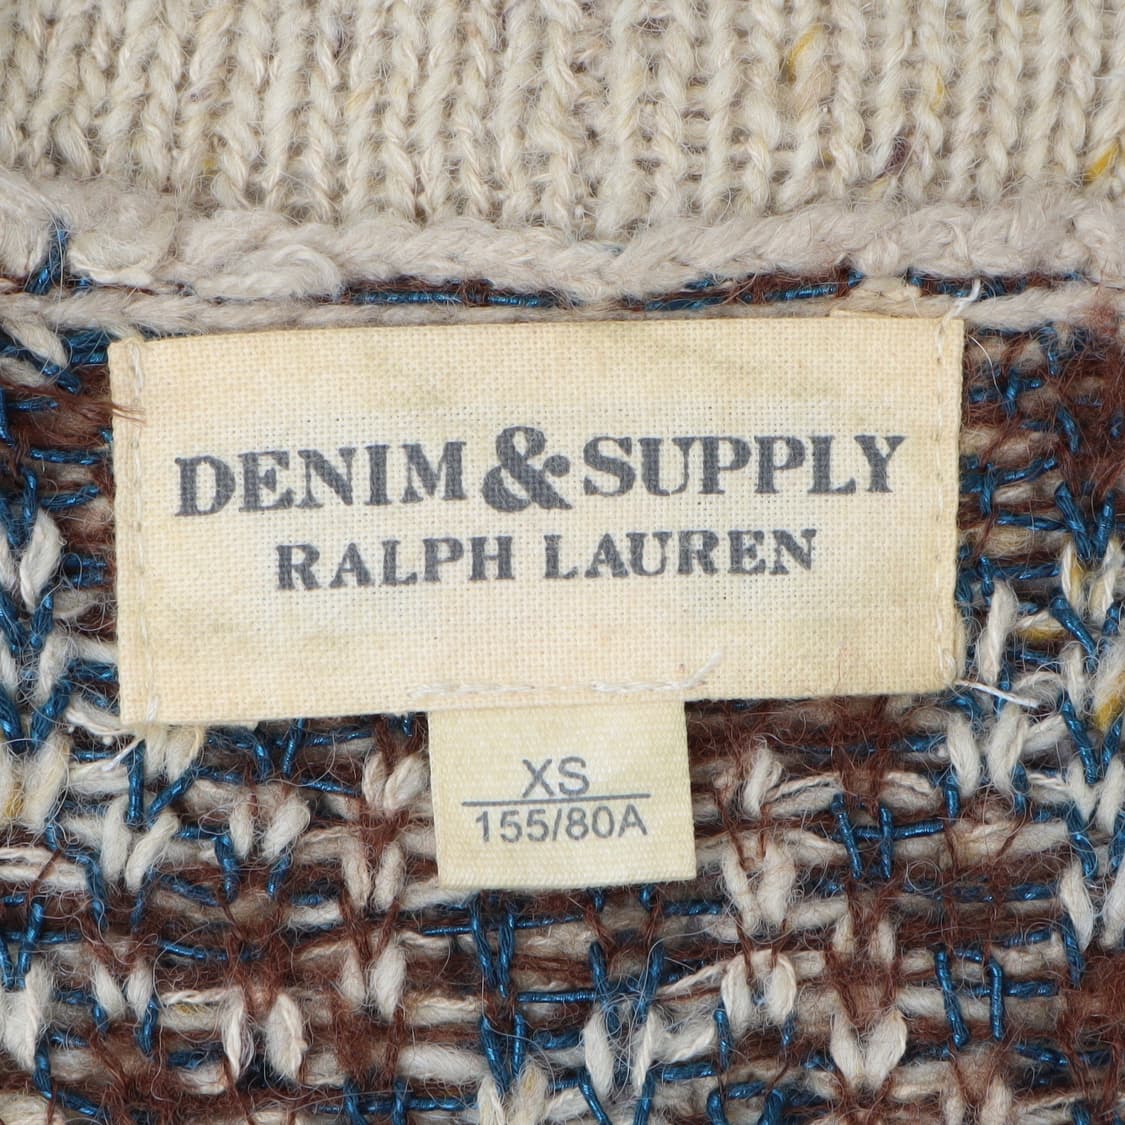 DENIM & SUPPLY
RALPH LAUREN
XS
155/80A